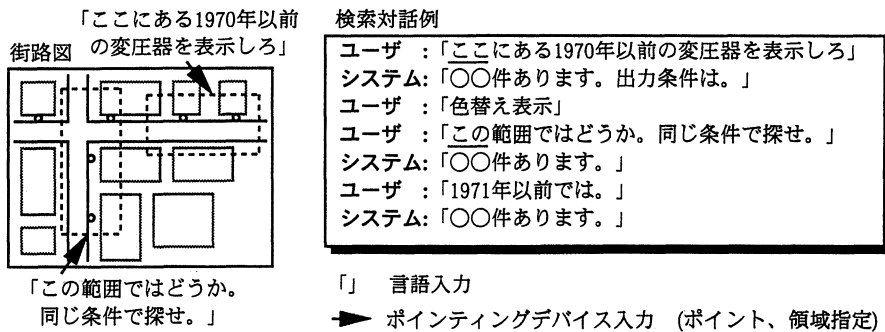 「ここにある1970年以前
の変圧器を表示しろ」
街路図
「この範囲ではどうか。
同じ条件で探せ。」
検索対話例
ユーザ :「ここにある1970年以前の変圧器を表示しろ」
システム:「〇〇件あります。出力条件は。」
ユーザ :「色替え表示」
ユーザ :「この範囲ではどうか。同じ条件で探せ。」
システム:「〇〇件あります。」
ユーザ :「1971年以前では。」
システム:「〇〇件あります。」
「」 言語入力
ポインティングデバイス入力 (ポイント、領域指定)